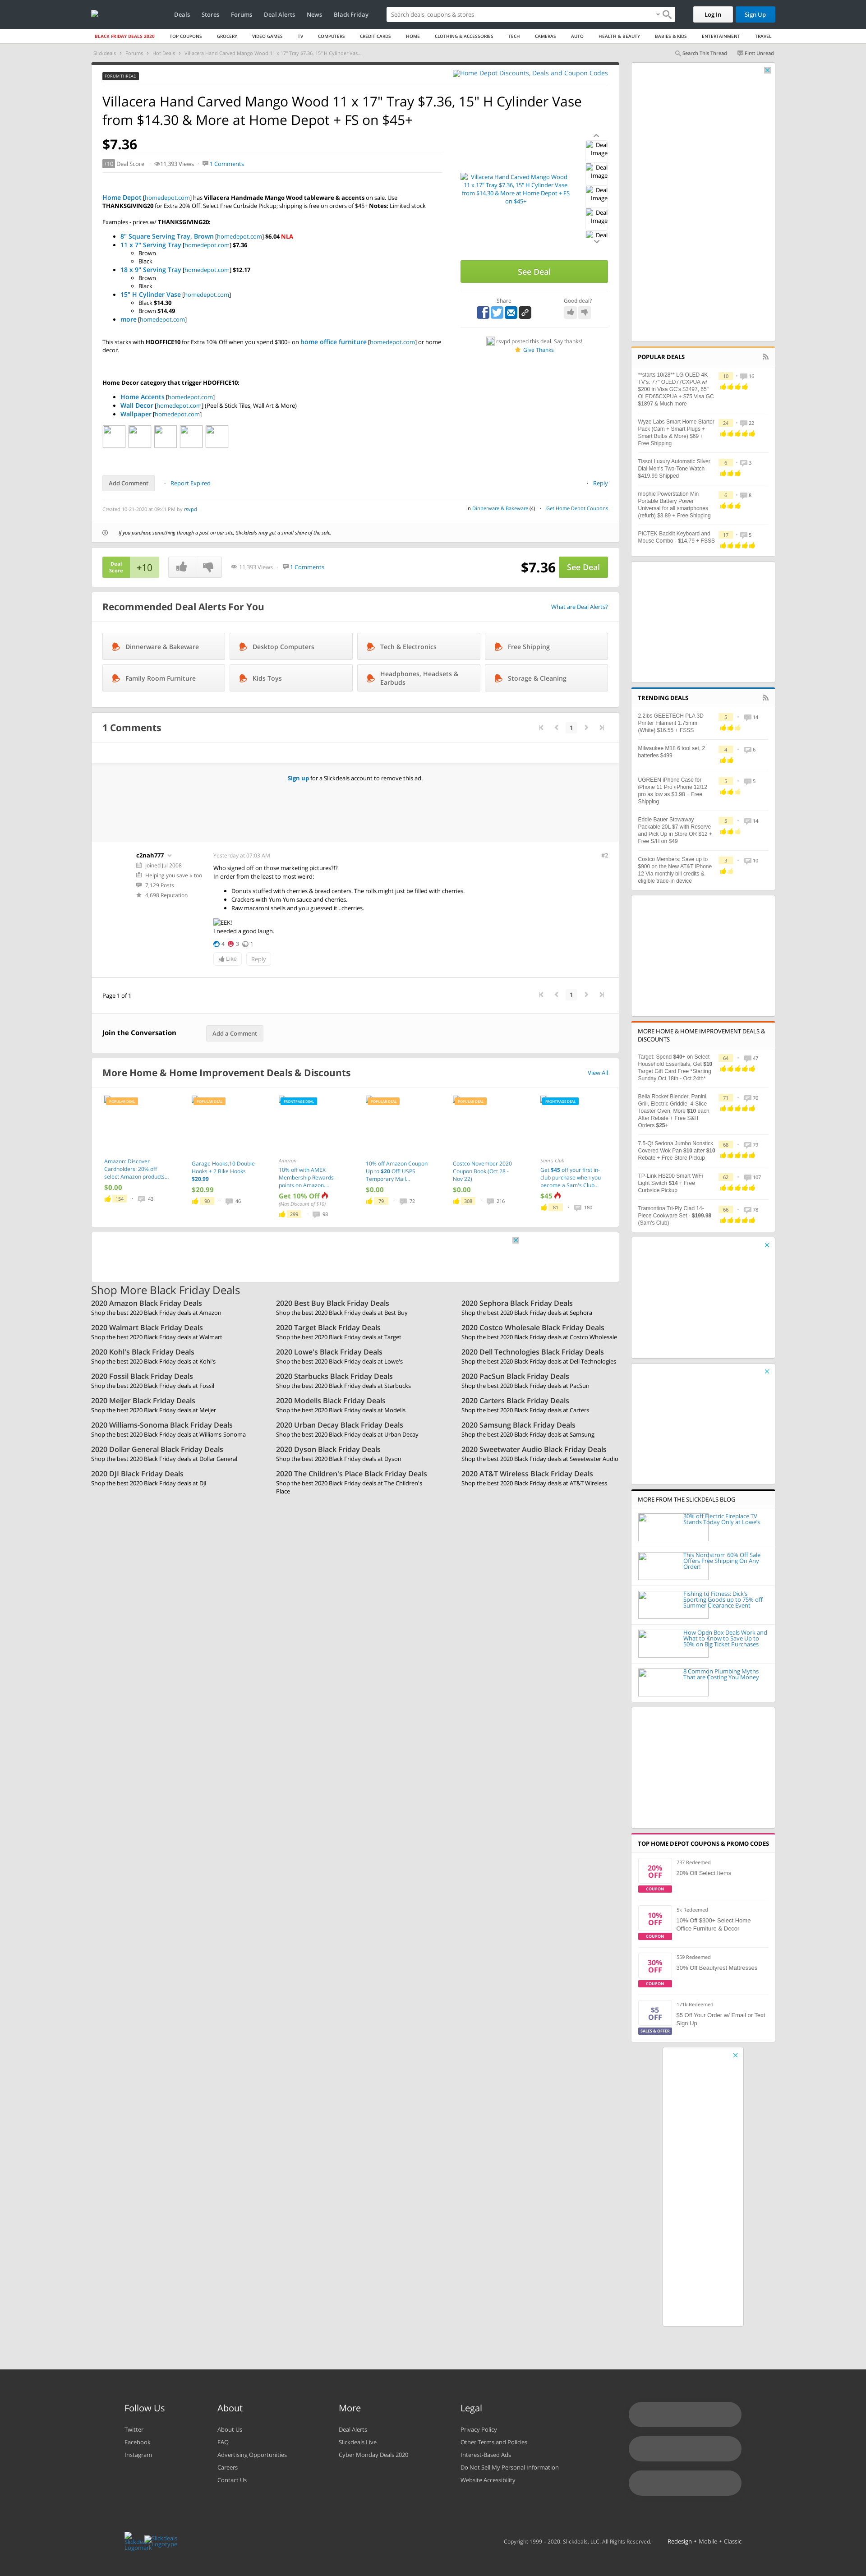 Deals
Stores
Forums
Deal Alerts
News
Black Friday
Search deals, coupons & stores
Log In
Sign Up
BLACK FRIDAY DEALS 2020
TOP COUPONS
GROCERY
VIDEO GAMES
TV
COMPUTERS
CREDIT CARDS
HOME
CLOTHING & ACCESSORIES
TECH
CAMERAS
AUTO
HEALTH & BEAUTY
BABIES & KIDS
ENTERTAINMENT
TRAVEL
Slickdeals
Forums
Hot Deals
Villacera Hand Carved Mango Wood 11 x 17" Tray $7.36, 15" H Cylinder Vas...
Search This Thread
First Unread
FORUM THREAD
Home Depot Discounts, Deals and Coupon Codes
Villacera Hand Carved Mango Wood 11 x 17" Tray $7.36, 15" H Cylinder Vase
from $14.30 & More at Home Depot + FS on $45+
$7.36
+10 Deal Score
11,393 Views
1 Comments
Home Depot [homedepot.com] has Villacera Handmade Mango Wood tableware & accents on sale. Use
THANKSGIVING20 for Extra 20% Off. Select Free Curbside Pickup; shipping is free on orders of $45+ Notes: Limited stock
Examples - prices w/ THANKSGIVING20:
8" Square Serving Tray, Brown [homedepot.com] $6.04 NLA
11 x 7" Serving Tray [homedepot.com] $7.36
Brown
Black
18 x 9" Serving Tray [homedepot.com] $12.17
Brown
Black
15" H Cylinder Vase [homedepot.com]
Black $14.30
Brown $14.49
more [homedepot.com]
This stacks with HDOFFICE10 for Extra 10% Off when you spend $300+ on home office furniture [homedepot.com] or home
decor.
Home Decor category that trigger HDOFFICE10:
Home Accents [homedepot.com]
Wall Decor [homedepot.com] (Peel & Stick Tiles, Wall Art & More)
Wallpaper [homedepot.com]
Villacera Hand Carved Mango Wood
11 x 17" Tray $7.36, 15" H Cylinder Vase
from $14.30 & More at Home Depot + FS
on $45+
Deal
Image
Deal
Image
Deal
Image
Deal
Image
Deal
See Deal
Share
Good deal?
rsvpd posted this deal. Say thanks!
Give Thanks
Add Comment
Report Expired
Reply
Created 10-21-2020 at 09:41 PM by rsvpd
in Dinnerware & Bakeware (4)
Get Home Depot Coupons
If you purchase something through a post on our site, Slickdeals may get a small share of the sale.
Deal
Score
+10
11,393 Views
1 Comments
$7.36
See Deal
Recommended Deal Alerts For You
What are Deal Alerts?
Dinnerware & Bakeware
Desktop Computers
Tech & Electronics
Free Shipping
Family Room Furniture
Kids Toys
Headphones, Headsets &
Earbuds
Storage & Cleaning
1 Comments
1
Sign up for a Slickdeals account to remove this ad.
c2nah777
Joined Jul 2008
Helping you save $ too
7,129 Posts
4,698 Reputation
Yesterday at 07:03 AM
#2
Who signed off on those marketing pictures?!?
In order from the least to most weird:
Donuts stuffed with cherries & bread centers. The rolls might just be filled with cherries.
Crackers with Yum-Yum sauce and cherries.
Raw macaroni shells and you guessed it...cherries.
EEK!
I needed a good laugh.
4
3
1
Like
Reply
Page 1 of 1
1
Join the Conversation
Add a Comment
More Home & Home Improvement Deals & Discounts
View All
POPULAR DEAL
Amazon: Discover
Cardholders: 20% off
select Amazon products...
$0.00
154
43
POPULAR DEAL
Garage Hooks,10 Double
Hooks + 2 Bike Hooks
$20.99
$20.99
90
46
FRONTPAGE DEAL
Amazon
10% off with AMEX
Membership Rewards
points on Amazon....
Get 10% Off
(Max Discount of $15)
299
98
POPULAR DEAL
10% off Amazon Coupon
Up to $20 Off! USPS
Temporary Mail...
$0.00
79
72
POPULAR DEAL
Costco November 2020
Coupon Book (Oct 28 -
Nov 22)
$0.00
308
216
FRONTPAGE DEAL
Sam's Club
Get $45 off your first in-
club purchase when you
become a Sam's Club...
$45
81
180
Shop More Black Friday Deals
2020 Amazon Black Friday Deals
Shop the best 2020 Black Friday deals at Amazon
2020 Walmart Black Friday Deals
Shop the best 2020 Black Friday deals at Walmart
2020 Kohl's Black Friday Deals
Shop the best 2020 Black Friday deals at Kohl's
2020 Fossil Black Friday Deals
Shop the best 2020 Black Friday deals at Fossil
2020 Meijer Black Friday Deals
Shop the best 2020 Black Friday deals at Meijer
2020 Williams-Sonoma Black Friday Deals
Shop the best 2020 Black Friday deals at Williams-Sonoma
2020 Dollar General Black Friday Deals
Shop the best 2020 Black Friday deals at Dollar General
2020 DJI Black Friday Deals
Shop the best 2020 Black Friday deals at DJI
2020 Best Buy Black Friday Deals
Shop the best 2020 Black Friday deals at Best Buy
2020 Target Black Friday Deals
Shop the best 2020 Black Friday deals at Target
2020 Lowe's Black Friday Deals
Shop the best 2020 Black Friday deals at Lowe's
2020 Starbucks Black Friday Deals
Shop the best 2020 Black Friday deals at Starbucks
2020 Modells Black Friday Deals
Shop the best 2020 Black Friday deals at Modells
2020 Urban Decay Black Friday Deals
Shop the best 2020 Black Friday deals at Urban Decay
2020 Dyson Black Friday Deals
Shop the best 2020 Black Friday deals at Dyson
2020 The Children's Place Black Friday Deals
Shop the best 2020 Black Friday deals at The Children's
Place
2020 Sephora Black Friday Deals
Shop the best 2020 Black Friday deals at Sephora
2020 Costco Wholesale Black Friday Deals
Shop the best 2020 Black Friday deals at Costco Wholesale
2020 Dell Technologies Black Friday Deals
Shop the best 2020 Black Friday deals at Dell Technologies
2020 PacSun Black Friday Deals
Shop the best 2020 Black Friday deals at PacSun
2020 Carters Black Friday Deals
Shop the best 2020 Black Friday deals at Carters
2020 Samsung Black Friday Deals
Shop the best 2020 Black Friday deals at Samsung
2020 Sweetwater Audio Black Friday Deals
Shop the best 2020 Black Friday deals at Sweetwater Audio
2020 AT&T Wireless Black Friday Deals
Shop the best 2020 Black Friday deals at AT&T Wireless
POPULAR DEALS
**starts 10/28** LG OLED 4K
TV's: 77" OLED77CXPUA w/
$200 in Visa GC's $3497, 65"
OLED65CXPUA + $75 Visa GC
$1897 & Much more
10
16
Wyze Labs Smart Home Starter
Pack (Cam + Smart Plugs +
Smart Bulbs & More) $69 +
Free Shipping
24
22
Tissot Luxury Automatic Silver
Dial Men's Two-Tone Watch
$419.99 Shipped
6
3
mophie Powerstation Min
Portable Battery Power
Universal for all smartphones
(refurb) $3.89 + Free Shipping
6
8
PICTEK Backlit Keyboard and
Mouse Combo - $14.79 + FSSS
17
5
TRENDING DEALS
2.2lbs GEEETECH PLA 3D
Printer Filament 1.75mm
(White) $16.55 + FSSS
5
14
Milwaukee M18 6 tool set, 2
batteries $499
4
6
UGREEN iPhone Case for
iPhone 11 Pro /iPhone 12/12
pro as low as $3.98 + Free
Shipping
5
5
Eddie Bauer Stowaway
Packable 20L $7 with Reserve
and Pick Up in Store OR $12 +
Free S/H on $49
5
14
Costco Members: Save up to
$900 on the New AT&T iPhone
12 Via monthly bill credits &
eligible trade-in device
3
10
MORE HOME & HOME IMPROVEMENT DEALS &
DISCOUNTS
Target: Spend $40+ on Select
Household Essentials, Get $10
Target Gift Card Free *Starting
Sunday Oct 18th - Oct 24th*
64
47
Bella Rocket Blender, Panini
Grill, Electric Griddle, 4-Slice
Toaster Oven, More $10 each
After Rebate + Free S&H
Orders $25+
71
70
7.5-Qt Sedona Jumbo Nonstick
Covered Wok Pan $10 after $10
Rebate + Free Store Pickup
68
79
TP-Link HS200 Smart WiFi
Light Switch $14 + Free
Curbside Pickup
62
107
Tramontina Tri-Ply Clad 14-
Piece Cookware Set - $199.98
(Sam's Club)
66
78
MORE FROM THE SLICKDEALS BLOG
30% off Electric Fireplace TV
Stands Today Only at Lowe's
This Nordstrom 60% Off Sale
Offers Free Shipping On Any
Order!
Fishing to Fitness: Dick's
Sporting Goods up to 75% off
Summer Clearance Event
How Open Box Deals Work and
What to Know to Save Up to
50% on Big Ticket Purchases
8 Common Plumbing Myths
That are Costing You Money
TOP HOME DEPOT COUPONS & PROMO CODES
20%
OFF
COUPON
737 Redeemed
20% Off Select Items
10%
OFF
COUPON
5k Redeemed
10% Off $300+ Select Home
Office Furniture & Decor
30%
OFF
COUPON
559 Redeemed
30% Off Beautyrest Mattresses
$5
OFF
SALES & OFFER
171k Redeemed
$5 Off Your Order w/ Email or Text
Sign Up
Follow Us
Twitter
Facebook
Instagram
About
About Us
FAQ
Advertising Opportunities
Careers
Contact Us
More
Deal Alerts
Slickdeals Live
Cyber Monday Deals 2020
Legal
Privacy Policy
Other Terms and Policies
Interest-Based Ads
Do Not Sell My Personal Information
Website Accessibility
Slickdeals
Logotype
Copyright 1999 – 2020. Slickdeals, LLC. All Rights Reserved.
Redesign • Mobile • Classic